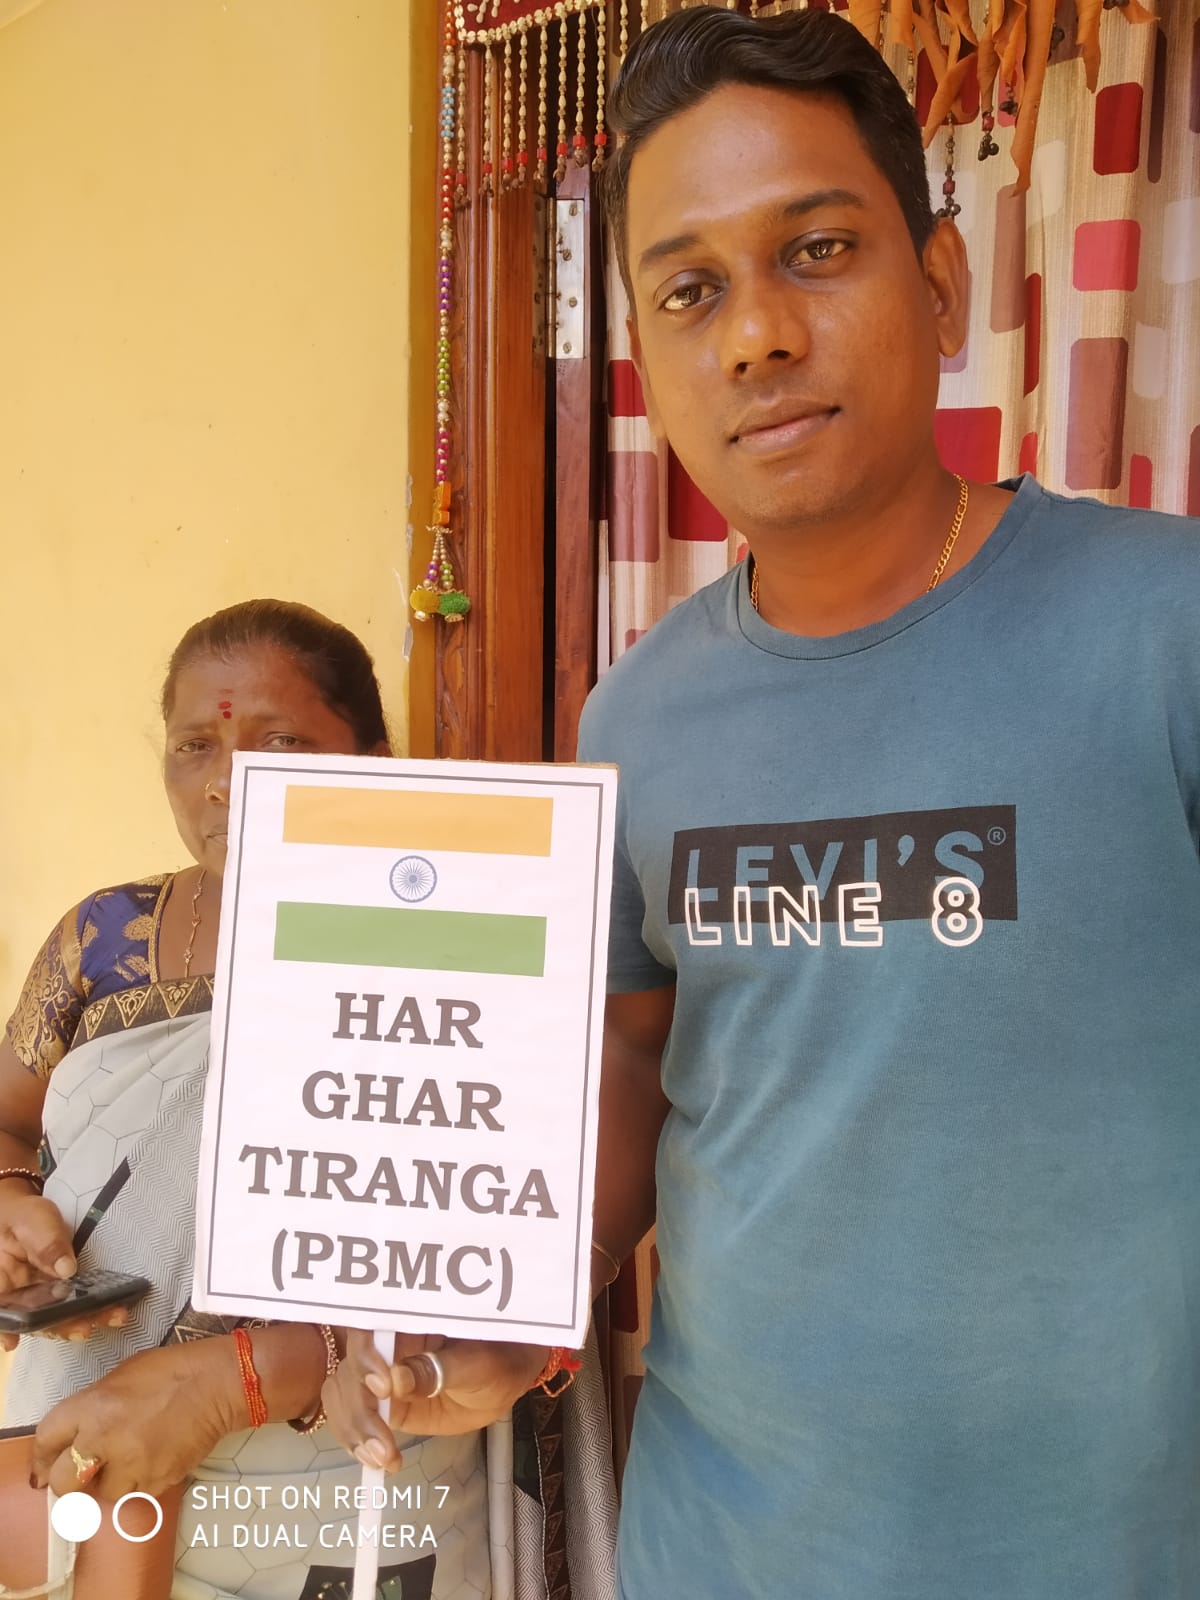 LEVI'S®
LINE 8
HAR
GHAR
TIRANGA
(PBMC)
SHOT ON REDMI 7
AI DUAL CAMERA